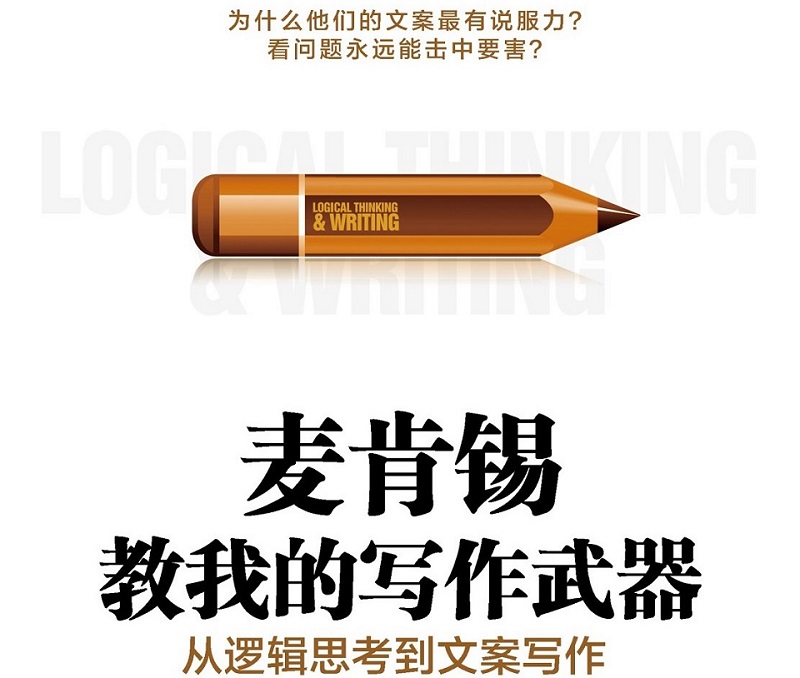 为什么他们的文案最有说服力?
看问题永远能击中要害?
LOGICAL THINKING
& WRITING
LOGICAL THINKING
& WRITING
麦肯锡
教我的写作武器
从逻辑思考到文案写作